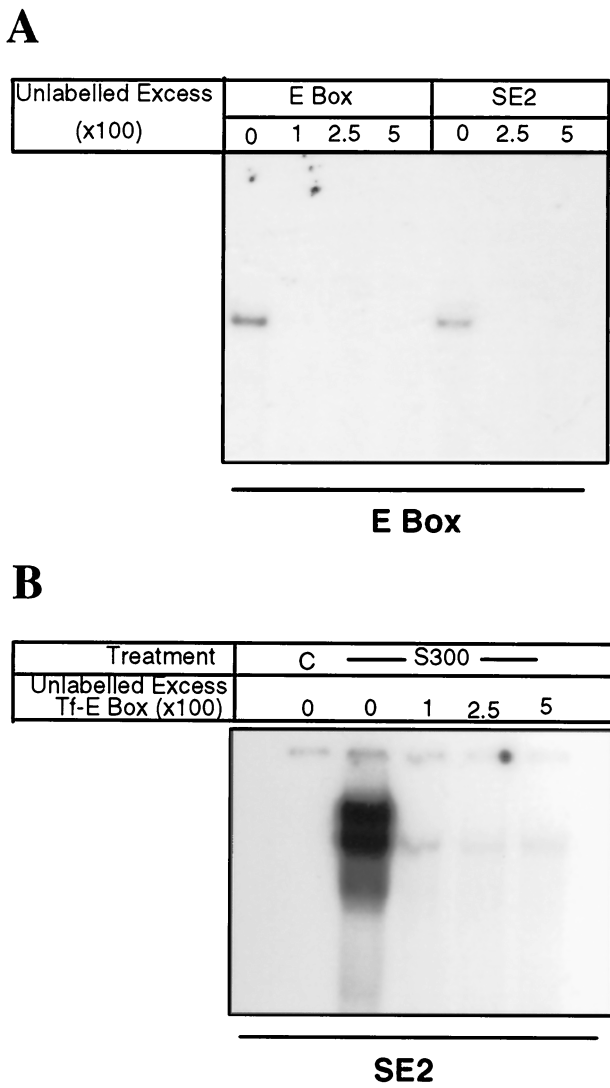 A
Unlabelled Excess E Box SE2
(x100) 0 1 2.5 5 0 2.5 5
E Box
B
Treatment C S300
Unlabelled Excess
Tf-E Box (x100) 0 0 1 2.5 5
SE2